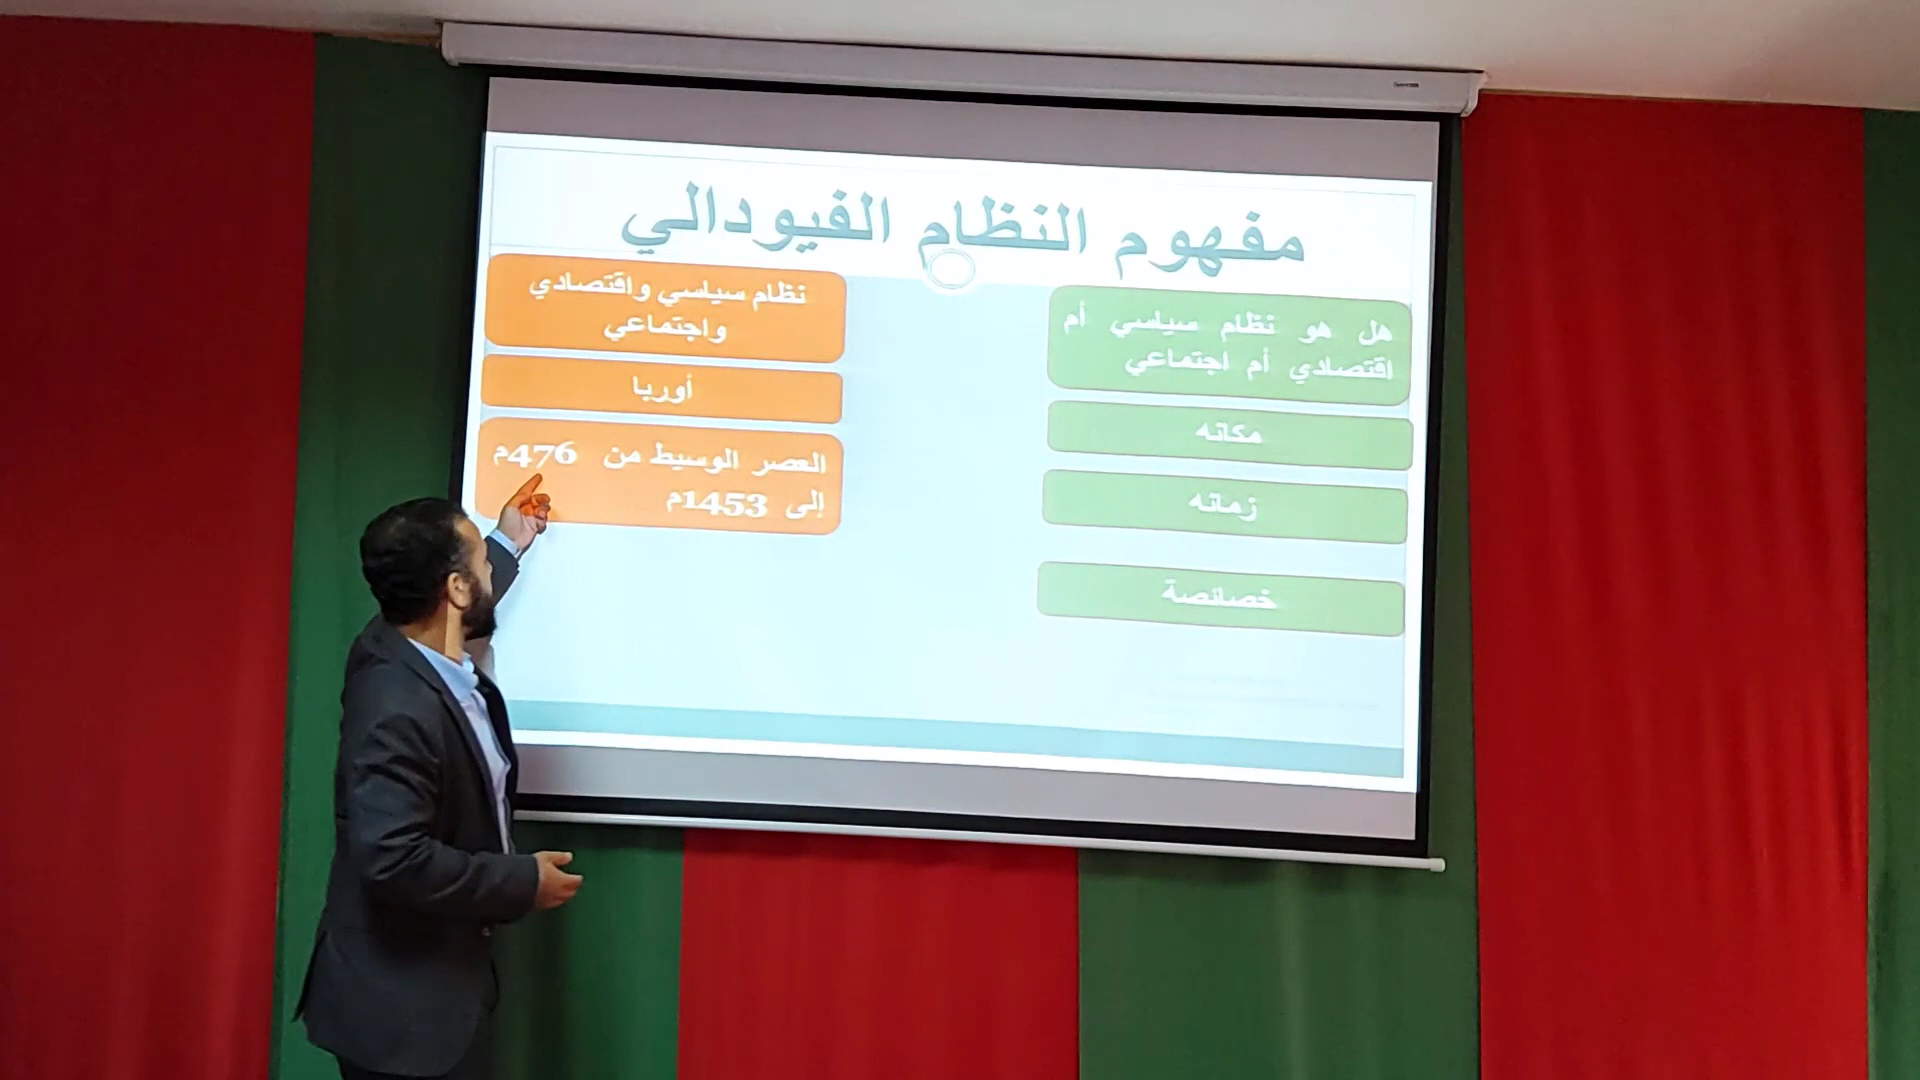 مفهوم النظام الفيودالي
هل هو نظام سياسي أم
اقتصادي أم اجتماعي
نظام سياسي واقتصادي
واجتماعي
مكانه
أوربا
زمانه
العصر الوسيط من 476م
إلى 1453م
خصائصة